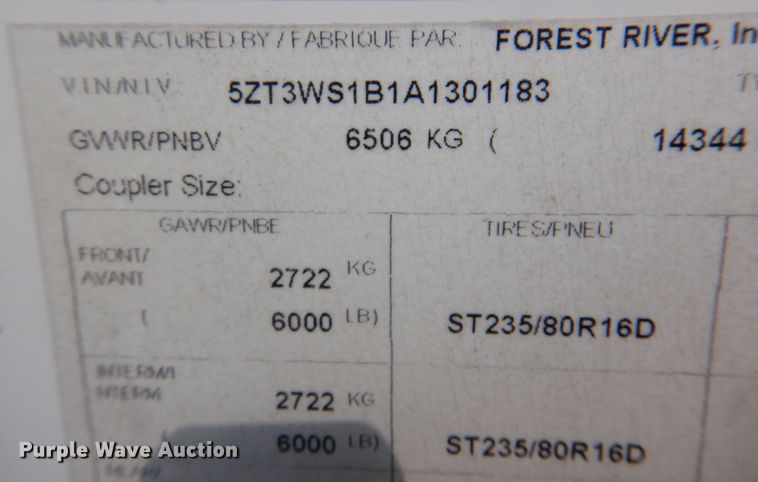 MANUFACTURED BY / FABRIQUE PAR: FOREST RIVER, In
V.I.N/N.I.V.: 5ZT3WS1B1A1301183
GVWR/PNBV 6506 KG ( 14344
Coupler Size:
GAWR/PNBE TIRES/PNEU
FRONT/
AVANT 2722 KG
( 6000 LB) ST235/80R16D
INTERM/I
INTERM 2722 KG
( 6000 LB) ST235/80R16D
Purple Wave Auction